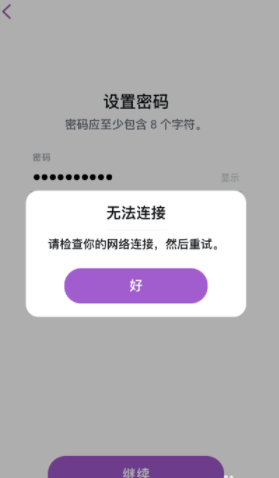 设置密码
密码应至少包含 8 个字符。
密码
显示
无法连接
请检查你的网络连接，然后重试。
好
继续